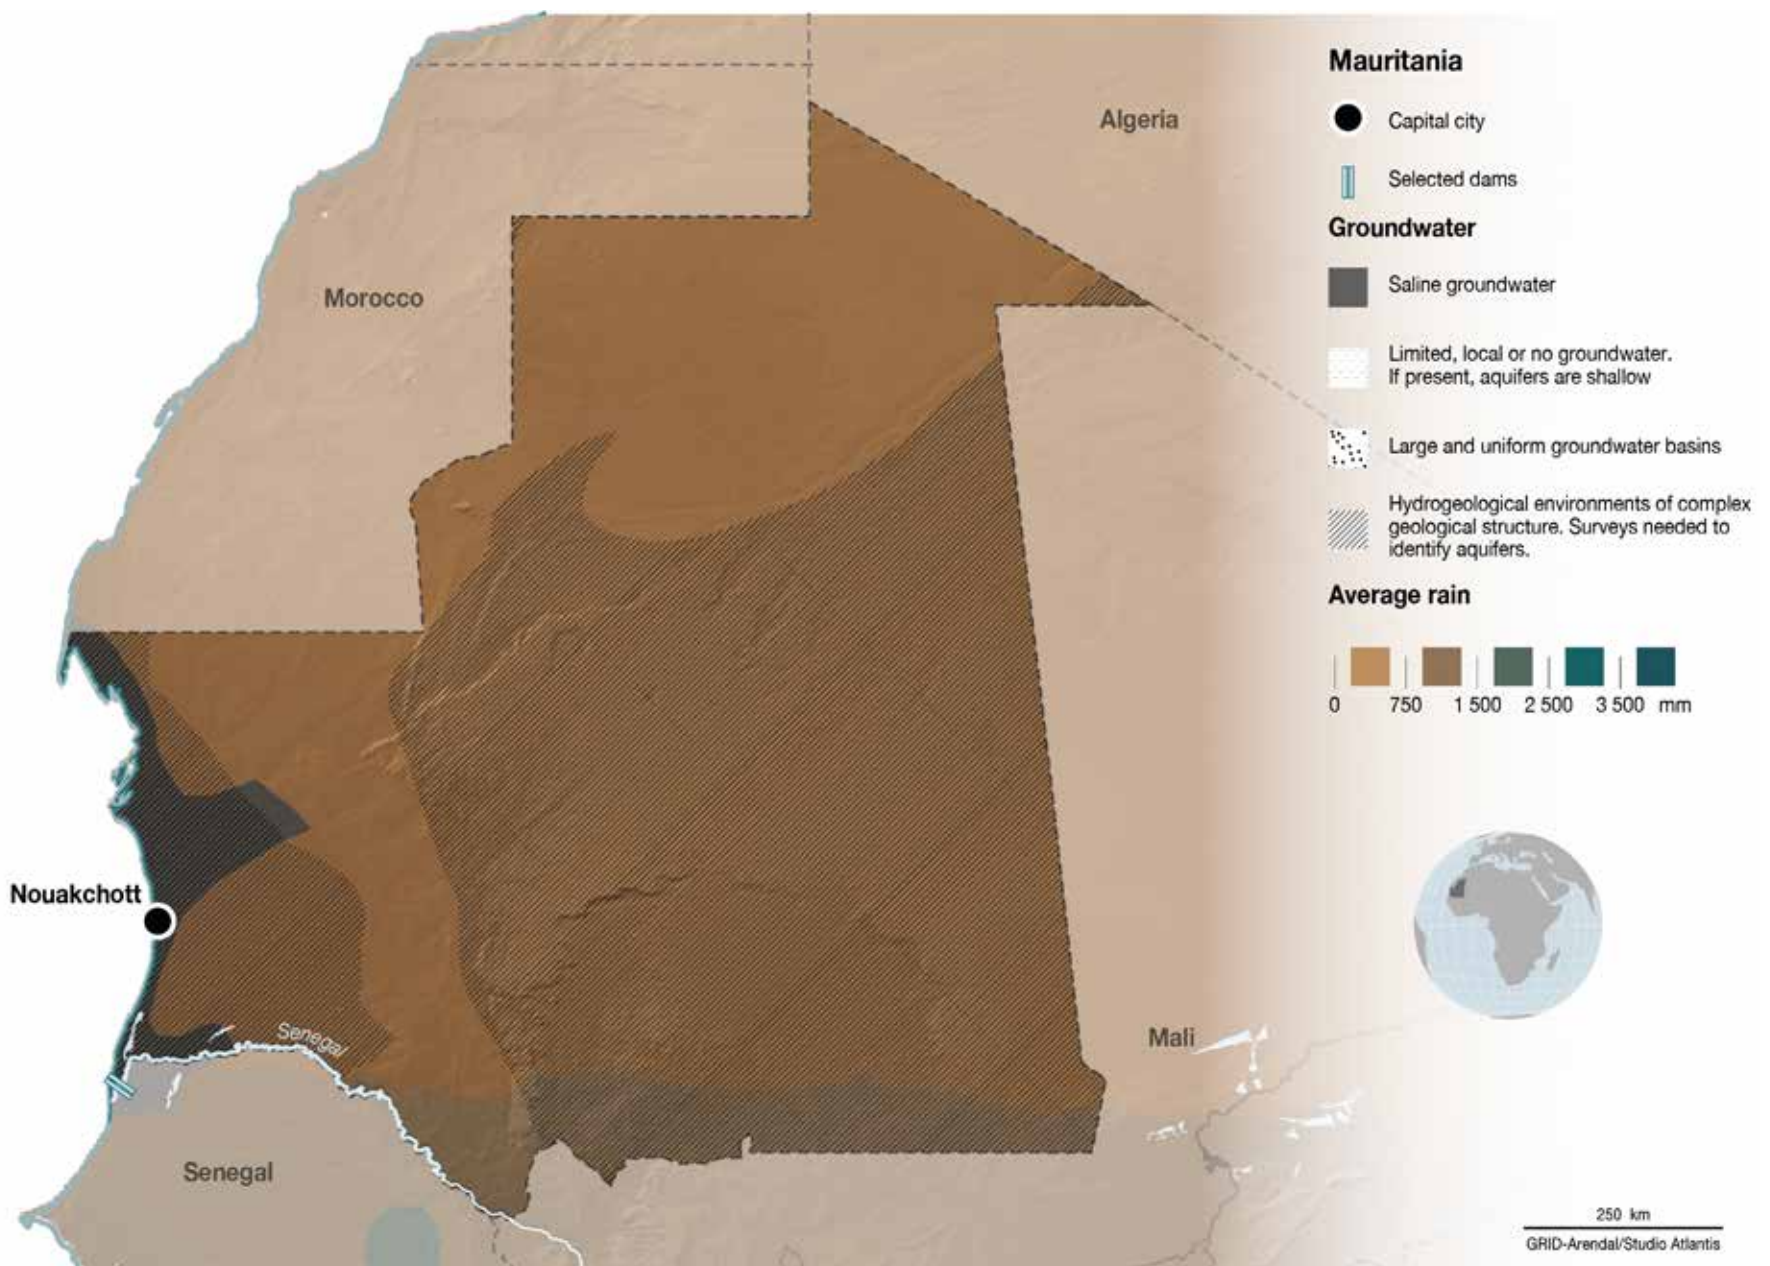 Mauritania
Capital city
Selected dams
Groundwater
Saline groundwater
Limited, local or no groundwater.
If present, aquifers are shallow
Large and uniform groundwater basins
Hydrogeological environments of complex
geological structure. Surveys needed to
identify aquifers.
Average rain
0 750 1 500 2 500 3 500 mm
Algeria
Morocco
Nouakchott
Senegal
Mali
Senegal
250 km
GRID-Arendal/Studio Atlantis